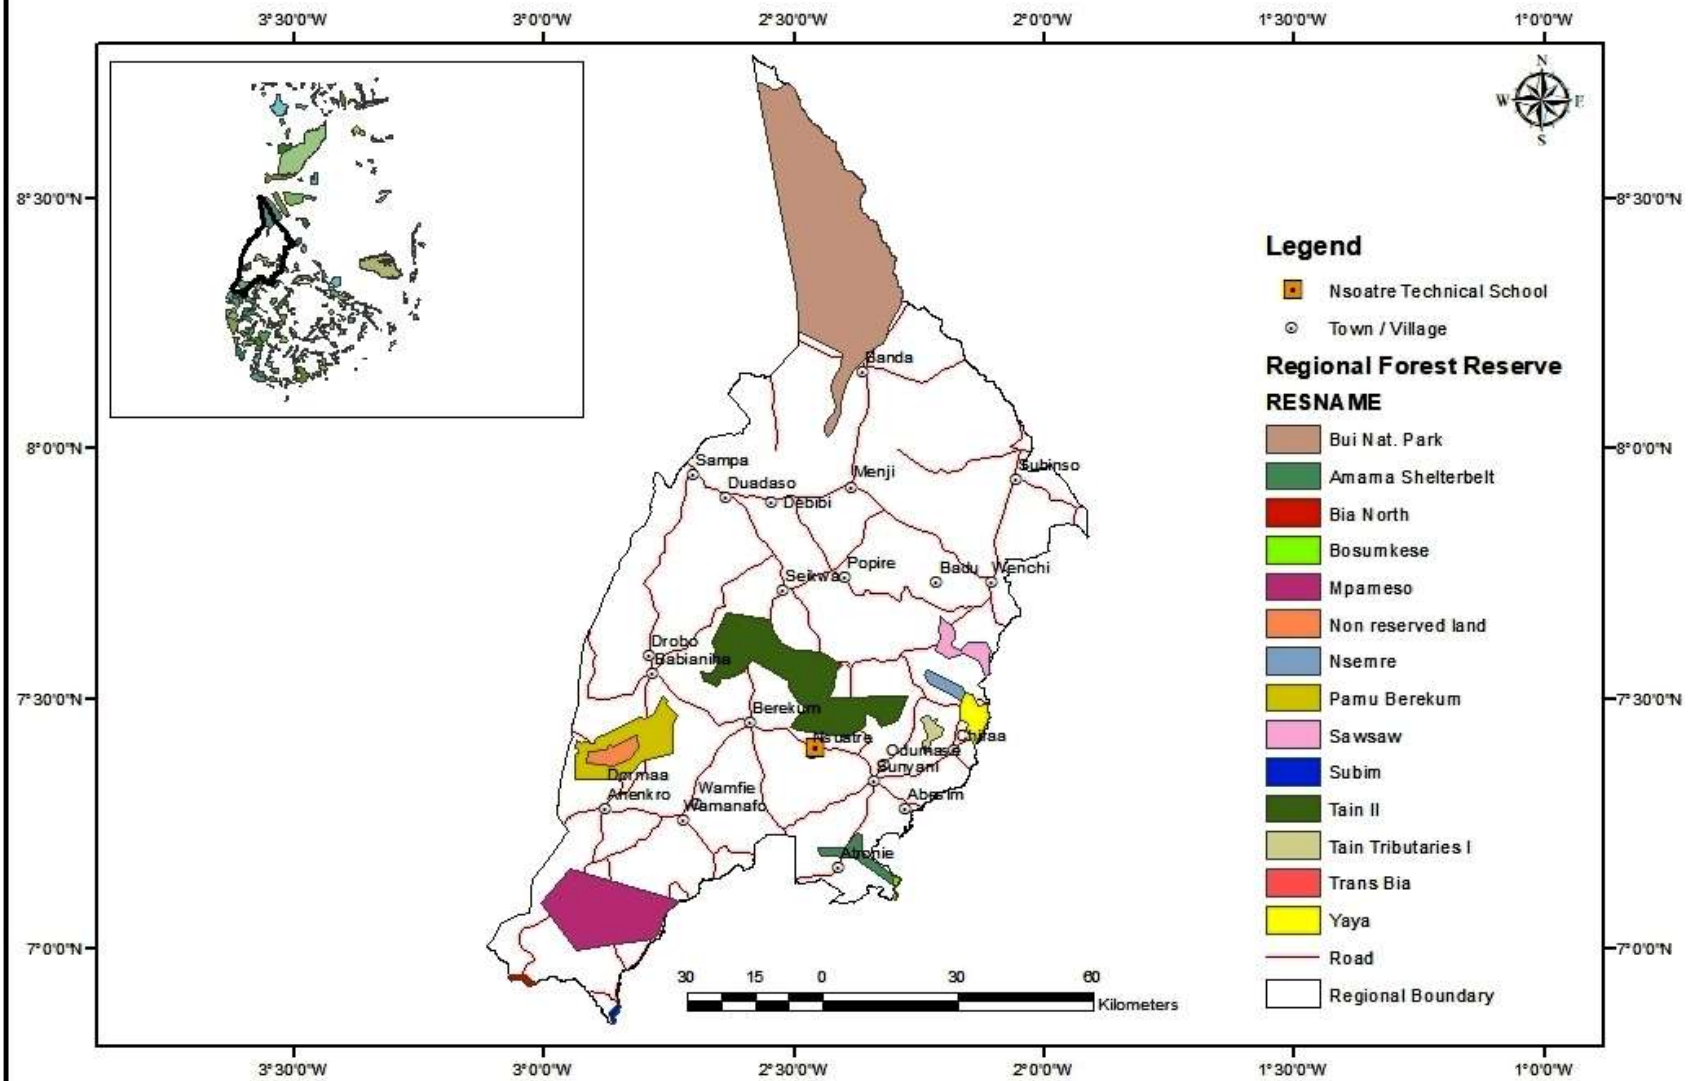 3°30'0"W 3°0'0"W 2°30'0"W 2°0'0"W 1°30'0"W 1°0'0"W
N
W E
S
8°30'0"N 8°30'0"N
Legend
Nsoatre Technical School
Town / Village
Regional Forest Reserve
RESNAME
Bui Nat. Park
Amama Shelterbelt
Bia North
Bosumkese
Mpameso
Non reserved land
Nsemre
Pamu Berekum
Sawsaw
Subim
Tain II
Tain Tributaries I
Trans Bia
Yaya
Road
Regional Boundary
Banda
8°0'0"N 8°0'0"N
Sampa
Menji
Subinso
Duadaso
Debibi
Popire
Badu Wenchi
Seikwa
Drobo
Babianiha
7°30'0"N 7°30'0"N
Berekum
Nsuatre
Chiraa
Odumase
Sunyani
Dormaa
Ahenkro
Wamfie
Wamanafo
Abesim
Atronie
7°0'0"N 7°0'0"N
30 15 0 30 60
Kilometers
3°30'0"W 3°0'0"W 2°30'0"W 2°0'0"W 1°30'0"W 1°0'0"W